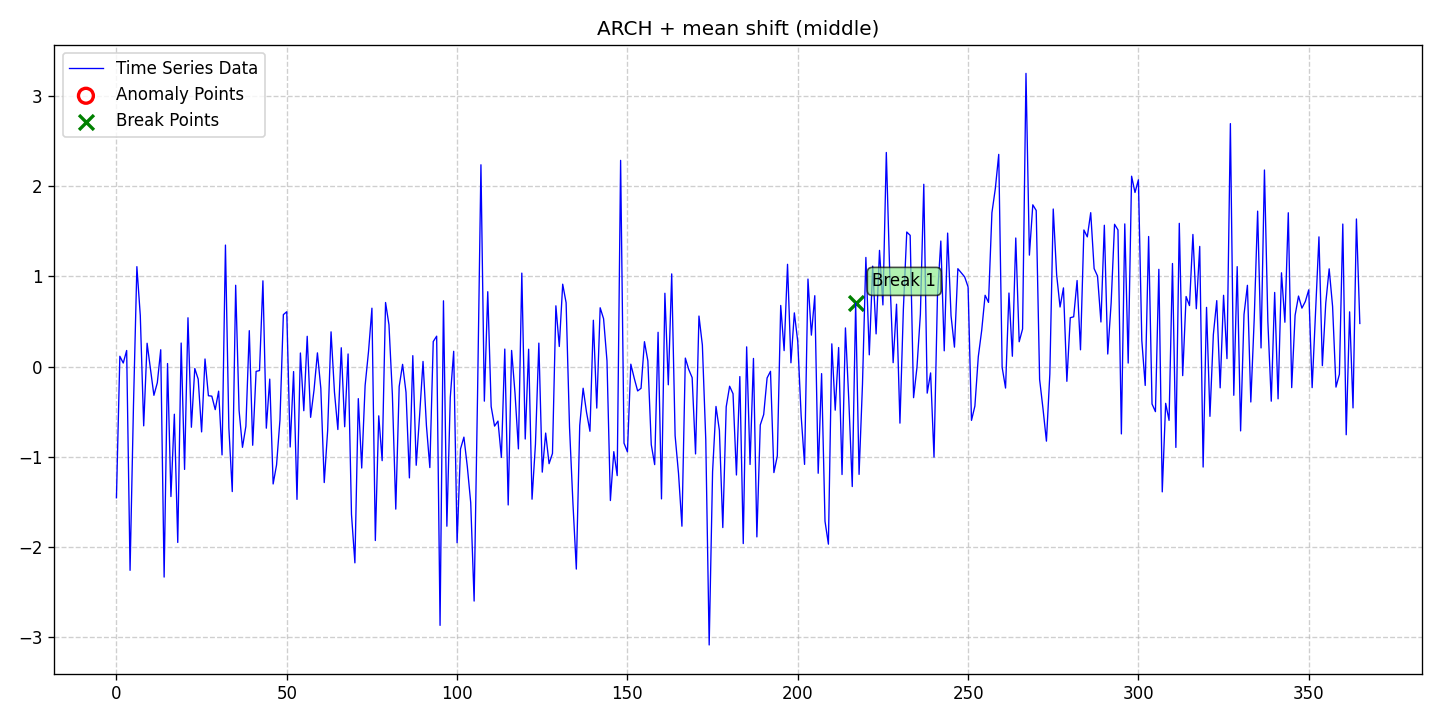 ARCH + mean shift (middle)
Time Series Data
Anomaly Points
Break Points
Break 1
3
2
1
0
−1
−2
−3
0 50 100 150 200 250 300 350